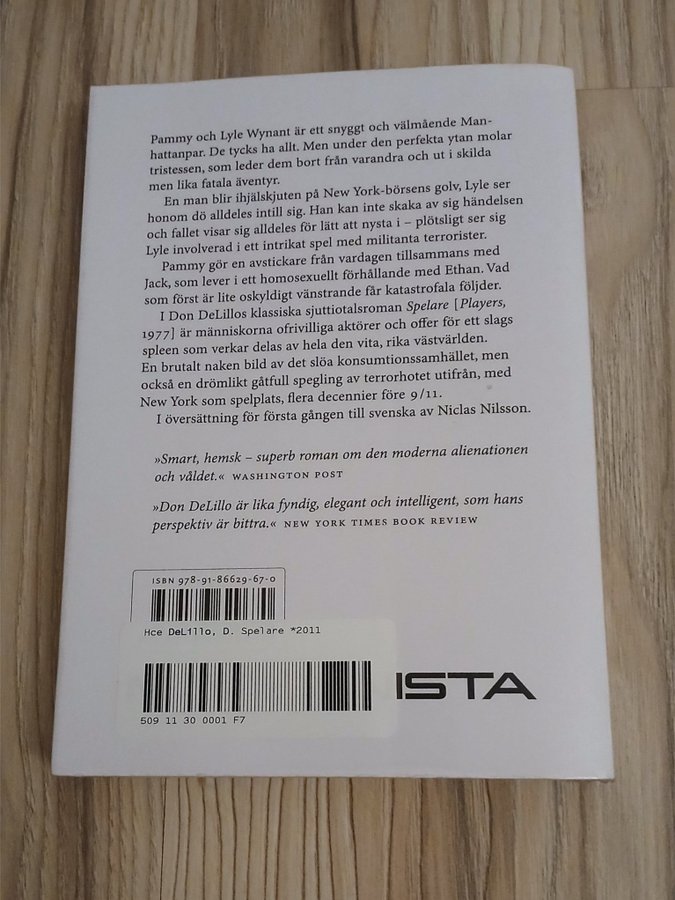 Pammy och Lyle Wynant är ett snyggt och välmående Man-
hattanpar. De tycks ha allt. Men under den perfekta ytan molar
tristessen, som leder dem bort från varandra och ut i skilda
men lika fatala äventyr.
En man blir ihjälskjuten på New York-börsens golv, Lyle ser
honom dö alldeles intill sig. Han kan inte skaka av sig händelsen
och fallet visar sig alldeles för lätt att nysta i – plötsligt ser sig
Lyle involverad i ett intrikat spel med militanta terrorister.
Pammy gör en avstickare från vardagen tillsammans med
Jack, som lever i ett homosexuellt förhållande med Ethan. Vad
som först är lite oskyldigt vänstrande får katastrofala följder.
I Don DeLillos klassiska sjuttiotalsroman Spelare [Players,
1977] är människorna ofrivilliga aktörer och offer för ett slags
spleen som verkar delas av hela den vita, rika västvärlden.
En brutalt naken bild av det slöa konsumtionssamhället, men
också en drömlikt gåtfull spegling av terrorhotet utifrån, med
New York som spelplats, flera decennier före 9/11.
I översättning för första gången till svenska av Niclas Nilsson.
»Smart, hemsk – superb roman om den moderna alienationen
och våldet.« WASHINGTON POST
»Don DeLillo är lika fyndig, elegant och intelligent, som hans
perspektiv är bittra.« NEW YORK TIMES BOOK REVIEW
ISBN 978-91-86629-67-0
Hce DeLillo, D. Spelare *2011
ISTA
509 11 30 0001 F7